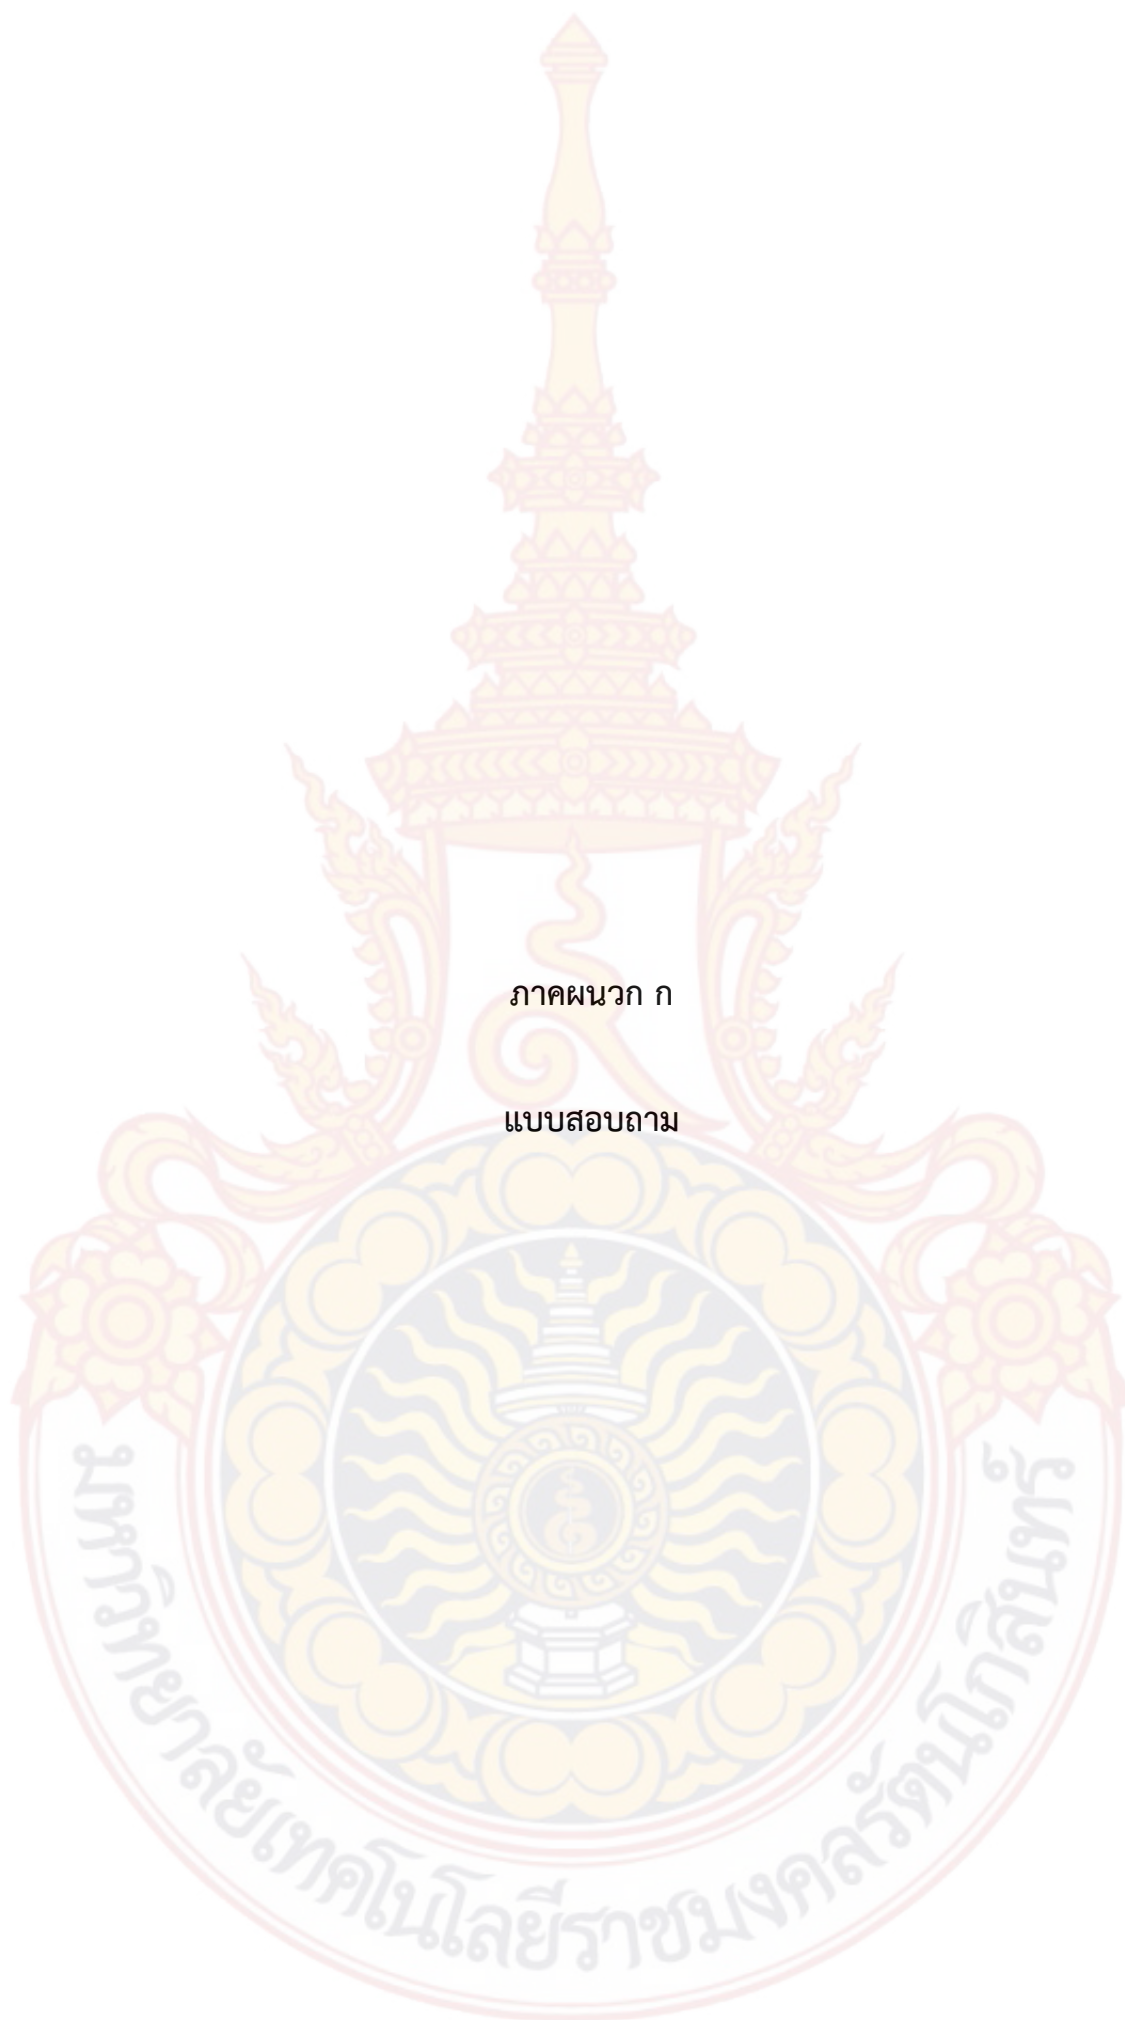 ภาคผนวก ก
แบบสอบถาม
มหาวิทยาลัยเทคโนโลยีราชมงคลรัตนโกสินทร์